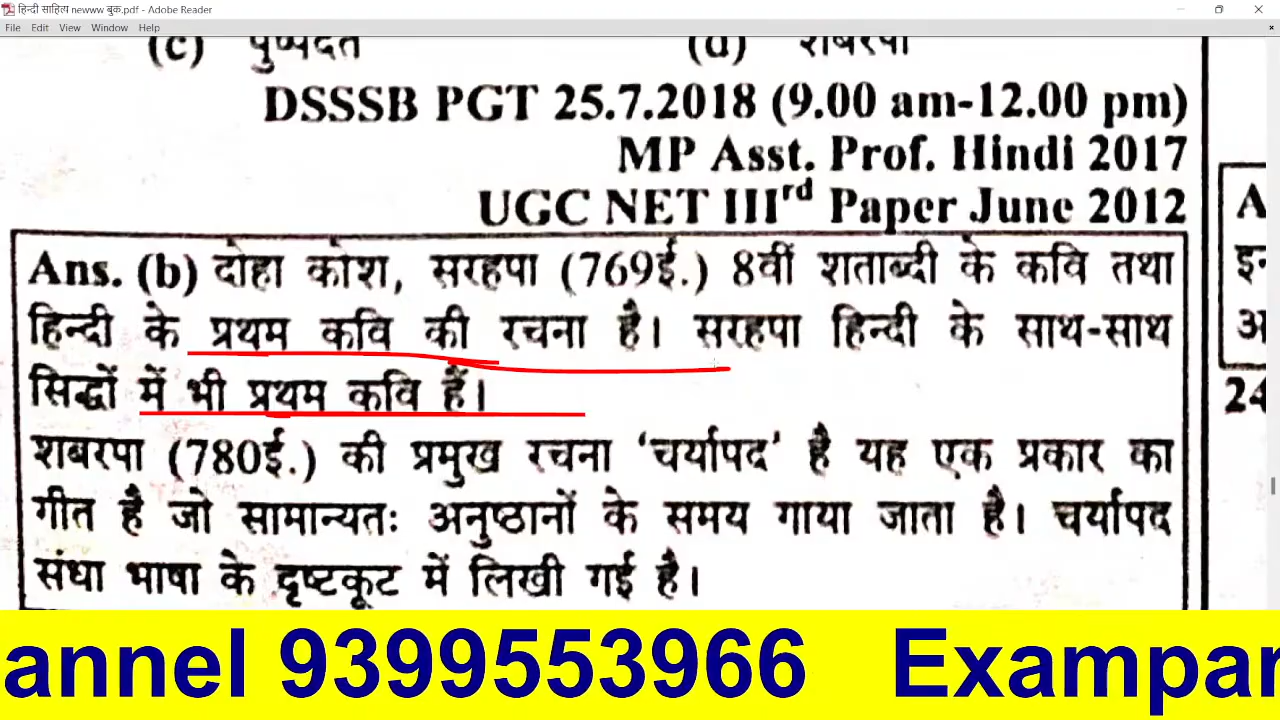 हिन्दी साहित्य newww बुक.pdf - Adobe Reader
File Edit View Window Help
(c) पुष्पदंत (d) शबरपा
DSSSB PGT 25.7.2018 (9.00 am-12.00 pm)
MP Asst. Prof. Hindi 2017
UGC NET IIIrd Paper June 2012
Ans. (b) दोहा कोश, सरहपा (769ई.) 8वीं शताब्दी के कवि तथा
हिन्दी के प्रथम कवि की रचना है। सरहपा हिन्दी के साथ-साथ
सिद्धों में भी प्रथम कवि हैं।
शबरपा (780ई.) की प्रमुख रचना ‘चर्यापद’ है यह एक प्रकार का
गीत है जो सामान्यतः अनुष्ठानों के समय गाया जाता है। चर्यापद
संधा भाषा के दृष्टकूट में लिखी गई है।
A
24
annel 9399553966 Exampar